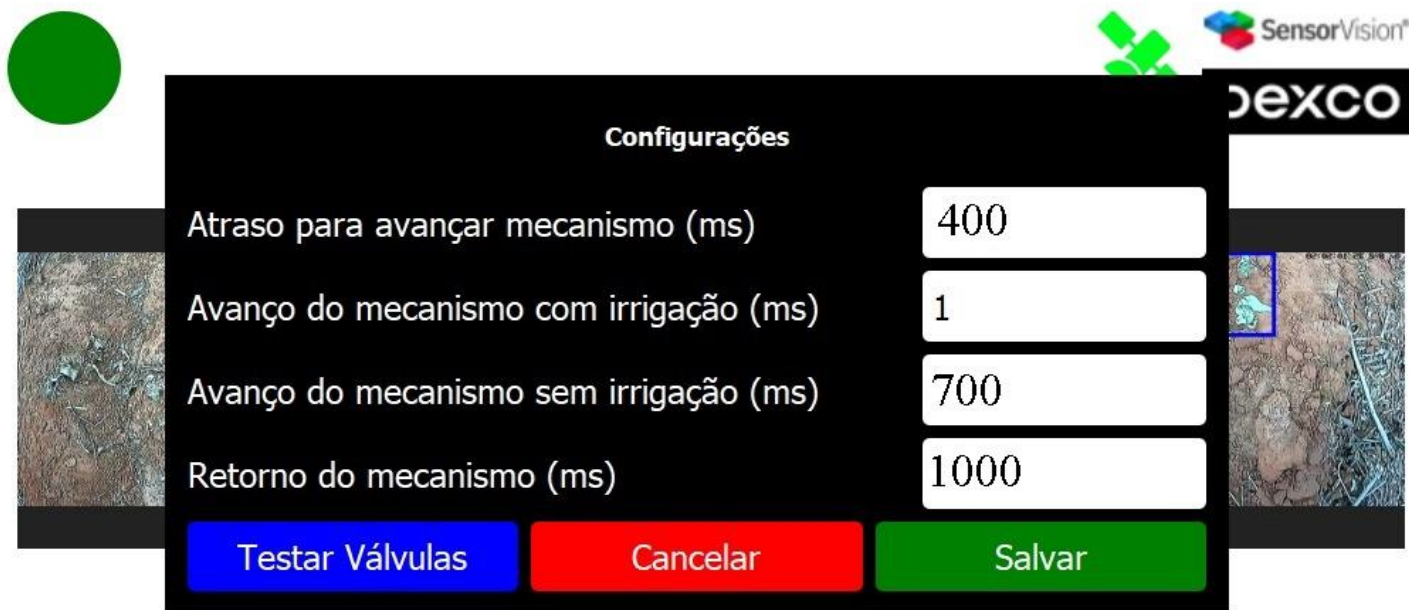 SensorVision®
pexco
Configurações
Atraso para avançar mecanismo (ms) 400
Avanço do mecanismo com irrigação (ms) 1
Avanço do mecanismo sem irrigação (ms) 700
Retorno do mecanismo (ms) 1000
Testar Válvulas Cancelar Salvar